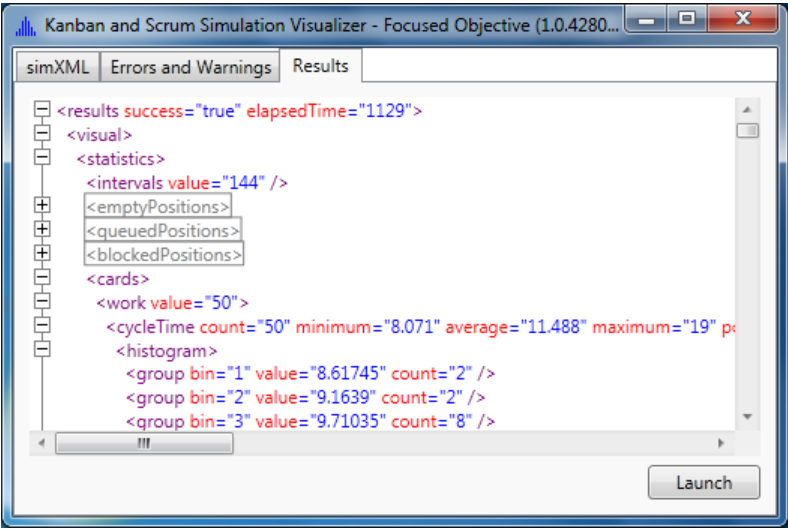 Kanban and Scrum Simulation Visualizer - Focused Objective (1.0.4280...
simXML Errors and Warnings Results
<results success="true" elapsedTime="1129">
<visual>
<statistics>
<intervals value="144" />
<emptyPositions>
<queuedPositions>
<blockedPositions>
<cards>
<work value="50">
<cycleTime count="50" minimum="8.071" average="11.488" maximum="19"
<histogram>
<group bin="1" value="8.61745" count="2" />
<group bin="2" value="9.1639" count="2" />
<group bin="3" value="9.71035" count="8" />
Launch